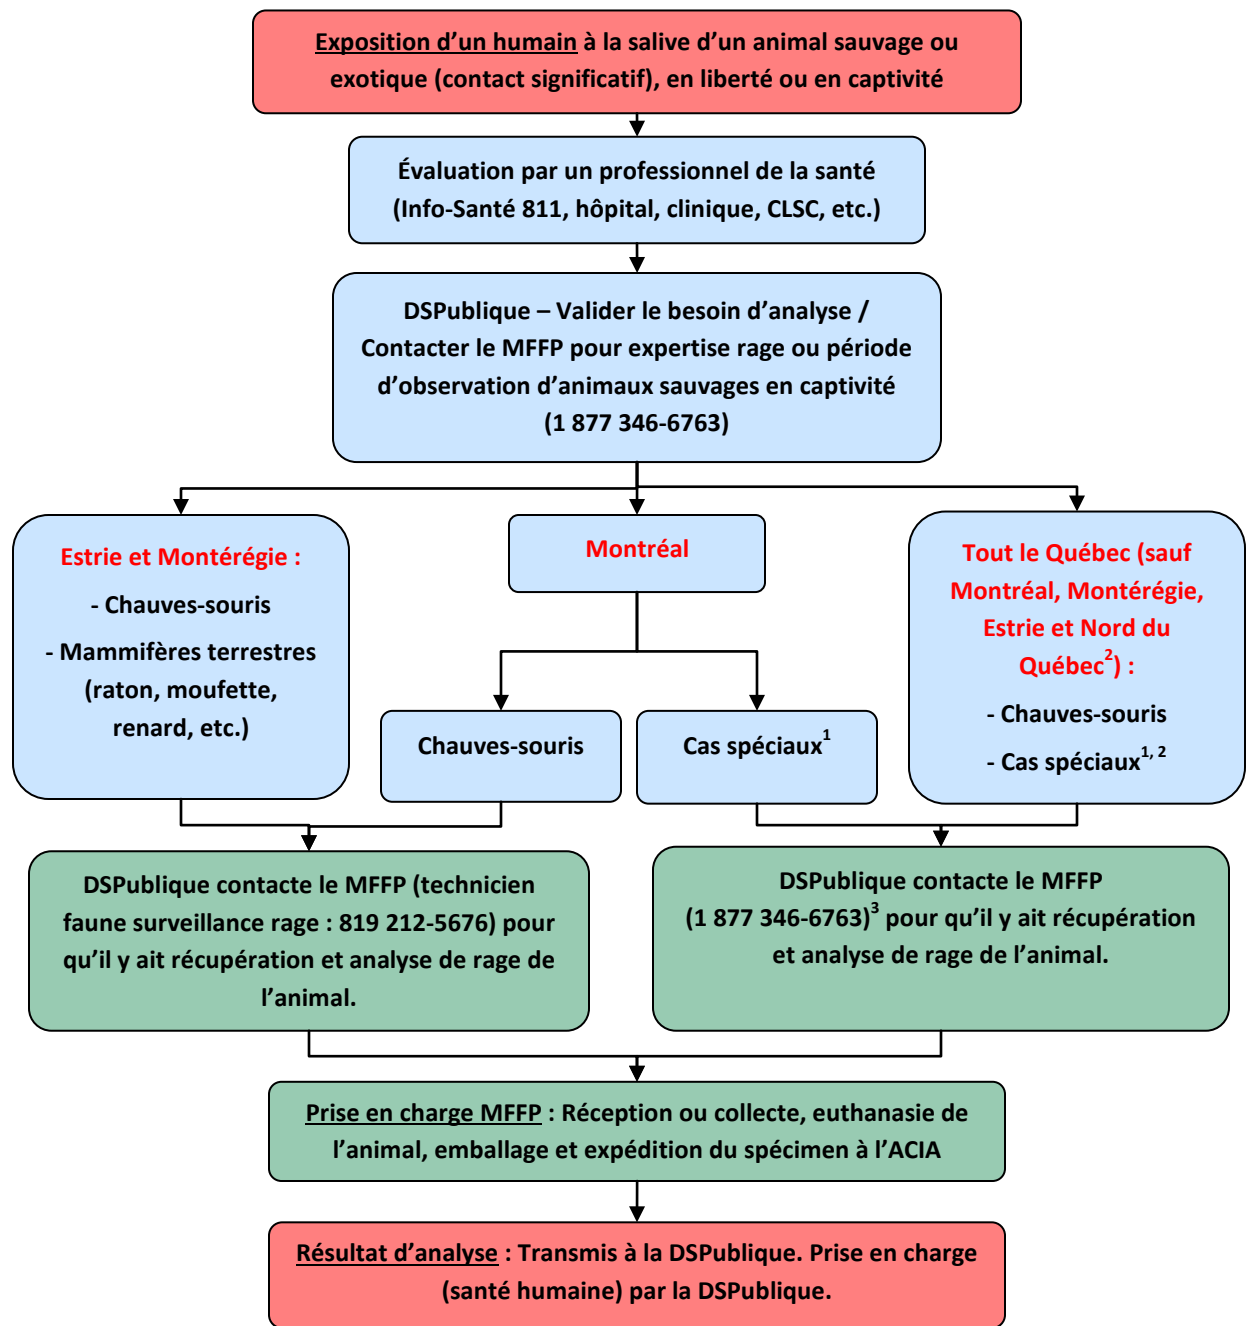 Exposition d’un humain à la salive d’un animal sauvage ou
exotique (contact significatif), en liberté ou en captivité
Évaluation par un professionnel de la santé
(Info-Santé 811, hôpital, clinique, CLSC, etc.)
DSPublique – Valider le besoin d’analyse /
Contacter le MFFP pour expertise rage ou période
d’observation d’animaux sauvages en captivité
(1 877 346-6763)
Estrie et Montérégie :
- Chauves-souris
- Mammifères terrestres
(raton, moufette,
renard, etc.)
Montréal
Chauves-souris
Cas spéciaux1
Tout le Québec (sauf
Montréal, Montérégie,
Estrie et Nord du
Québec2) :
- Chauves-souris
- Cas spéciaux1, 2
DSPublique contacte le MFFP (technicien
faune surveillance rage : 819 212-5676) pour
qu’il y ait récupération et analyse de rage de
l’animal.
DSPublique contacte le MFFP
(1 877 346-6763)3 pour qu’il y ait récupération
et analyse de rage de l’animal.
Prise en charge MFFP : Réception ou collecte, euthanasie de
l’animal, emballage et expédition du spécimen à l’ACIA
Résultat d’analyse : Transmis à la DSPublique. Prise en charge
(santé humaine) par la DSPublique.